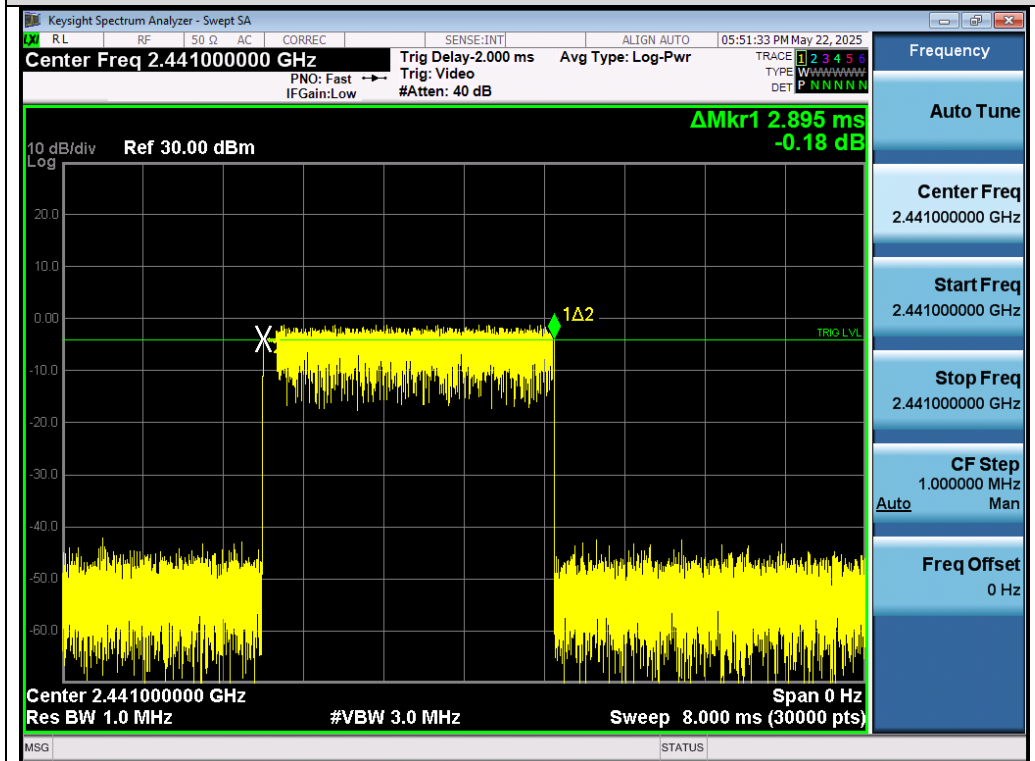 Keysight Spectrum Analyzer - Swept SA
LXI RL RF 50 Ω AC CORREC SENSE:INT ALIGN AUTO 05:51:33 PM May 22, 2025
Center Freq 2.441000000 GHz
PNO: Fast
IFGain:Low
Trig Delay-2.000 ms
Trig: Video
#Atten: 40 dB
Avg Type: Log-Pwr
TRACE 1 2 3 4 5 6
TYPE WWWWWW
DET P N N N N N
ΔMkr1 2.895 ms
-0.18 dB
10 dB/div Ref 30.00 dBm
Log
20.0
10.0
0.00
-10.0
-20.0
-30.0
-40.0
-50.0
-60.0
1Δ2
TRIG LVL
Center 2.441000000 GHz Span 0 Hz
Res BW 1.0 MHz #VBW 3.0 MHz Sweep 8.000 ms (30000 pts)
MSG STATUS
Frequency
Auto Tune
Center Freq
2.441000000 GHz
Start Freq
2.441000000 GHz
Stop Freq
2.441000000 GHz
CF Step
1.000000 MHz
Auto Man
Freq Offset
0 Hz